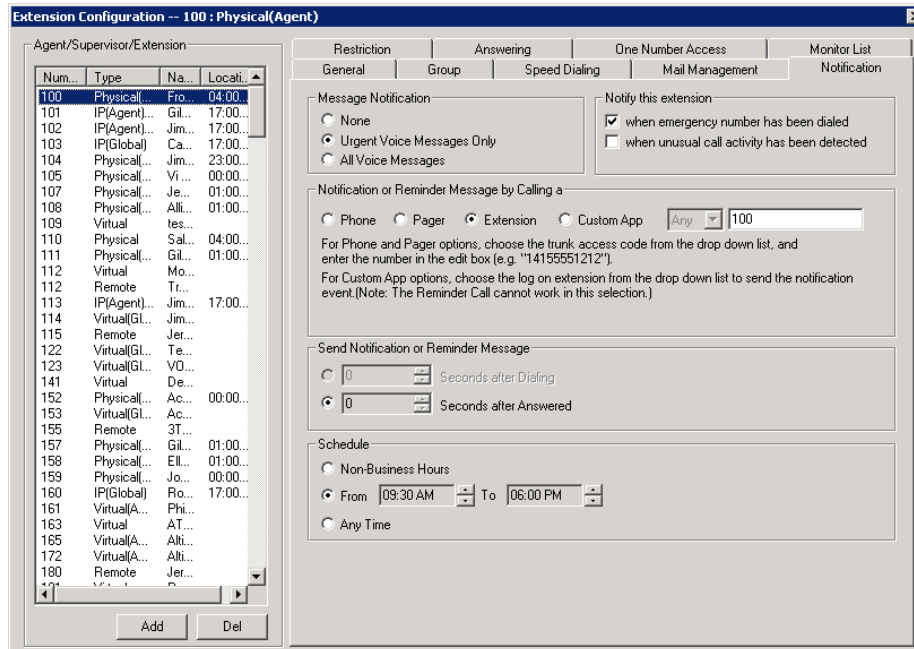 Extension Configuration -- 100 : Physical(Agent)
Agent/Supervisor/Extension
Num... Type Na... Locati...
100 Physical(... Fro... 04:00...
101 IP(Agent)... Gil... 17:00...
102 IP(Agent)... Jim... 17:00...
103 IP(Global) Ca... 17:00...
104 Physical(... Jim... 23:00...
105 Physical(... Vi ... 00:00...
107 Physical(... Je... 01:00...
108 Physical(... Alli... 01:00...
109 Virtual tes...
110 Physical Sal... 04:00...
111 Physical(... Gil... 01:00...
112 Virtual Mo...
112 Remote Tr...
113 IP(Agent)... Jim... 17:00...
114 Virtual(Gl... Jim...
115 Remote Jer...
122 Virtual(Gl... Te...
123 Virtual(Gl... VO...
141 Virtual De...
152 Physical(... Ac... 00:00...
153 Virtual(Gl... Ac...
155 Remote 3T...
157 Physical(... Gil... 01:00...
158 Physical(... Ell... 01:00...
159 Physical(... Jo... 00:00...
160 IP(Global) Ro... 17:00...
161 Virtual(A... Phi...
163 Virtual AT...
165 Virtual(A... Alti...
172 Virtual(A... Alti...
180 Remote Jer...
Add Del
Restriction Answering One Number Access Monitor List
General Group Speed Dialing Mail Management Notification
Message Notification
None
Urgent Voice Messages Only
All Voice Messages
Notify this extension
when emergency number has been dialed
when unusual call activity has been detected
Notification or Reminder Message by Calling a
Phone Pager Extension Custom App Any 100
For Phone and Pager options, choose the trunk access code from the drop down list, and
enter the number in the edit box (e.g. "14155551212").
For Custom App options, choose the log on extension from the drop down list to send the notification
event.(Note: The Reminder Call cannot work in this selection.)
Send Notification or Reminder Message
0 Seconds after Dialing
0 Seconds after Answered
Schedule
Non-Business Hours
From 09:30 AM To 06:00 PM
Any Time